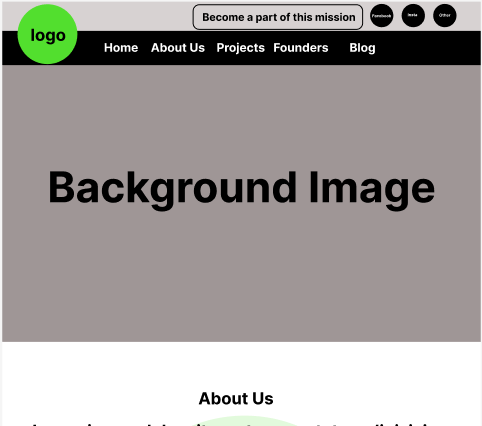 Become a part of this mission
Facebook
Insta
Other
logo
Home About Us Projects Founders Blog
Background Image
About Us